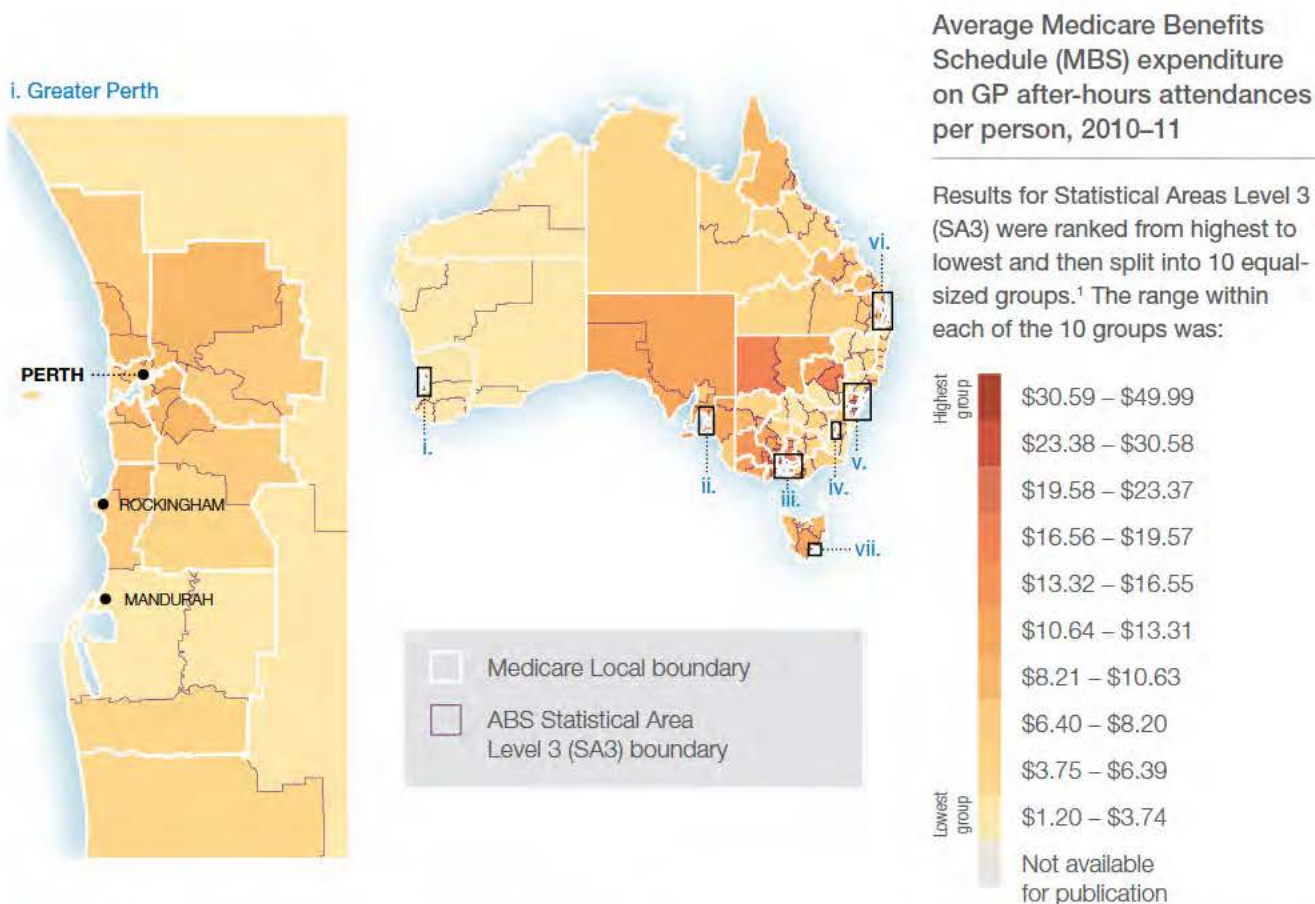 Average Medicare Benefits
Schedule (MBS) expenditure
on GP after-hours attendances
per person, 2010–11
Results for Statistical Areas Level 3
(SA3) were ranked from highest to
lowest and then split into 10 equal-
sized groups.¹ The range within
each of the 10 groups was:
Highest
group
$30.59 – $49.99
$23.38 – $30.58
$19.58 – $23.37
$16.56 – $19.57
$13.32 – $16.55
$10.64 – $13.31
$8.21 – $10.63
$6.40 – $8.20
$3.75 – $6.39
$1.20 – $3.74
Lowest
group
Not available
for publication
i. Greater Perth
PERTH
ROCKINGHAM
MANDURAH
i.
ii.
iii.
iv.
v.
vi.
vii.
Medicare Local boundary
ABS Statistical Area
Level 3 (SA3) boundary